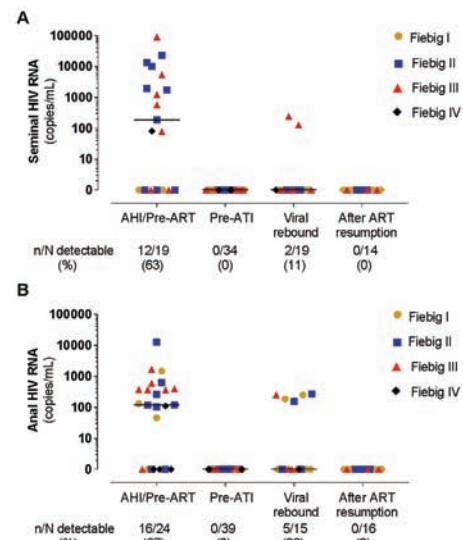 A
Seminal HIV RNA
(copies/mL)
100000
10000
1000
100
10
0
Fiebig I
Fiebig II
Fiebig III
Fiebig IV
AHI/Pre-ART Pre-ATI Viral rebound After ART resumption
n/N detectable 12/19 0/34 2/19 0/14
(%) (63) (0) (11) (0)
B
Anal HIV RNA
(copies/mL)
100000
10000
1000
100
10
0
Fiebig I
Fiebig II
Fiebig III
Fiebig IV
AHI/Pre-ART Pre-ATI Viral rebound After ART resumption
n/N detectable 16/24 0/39 5/15 0/16